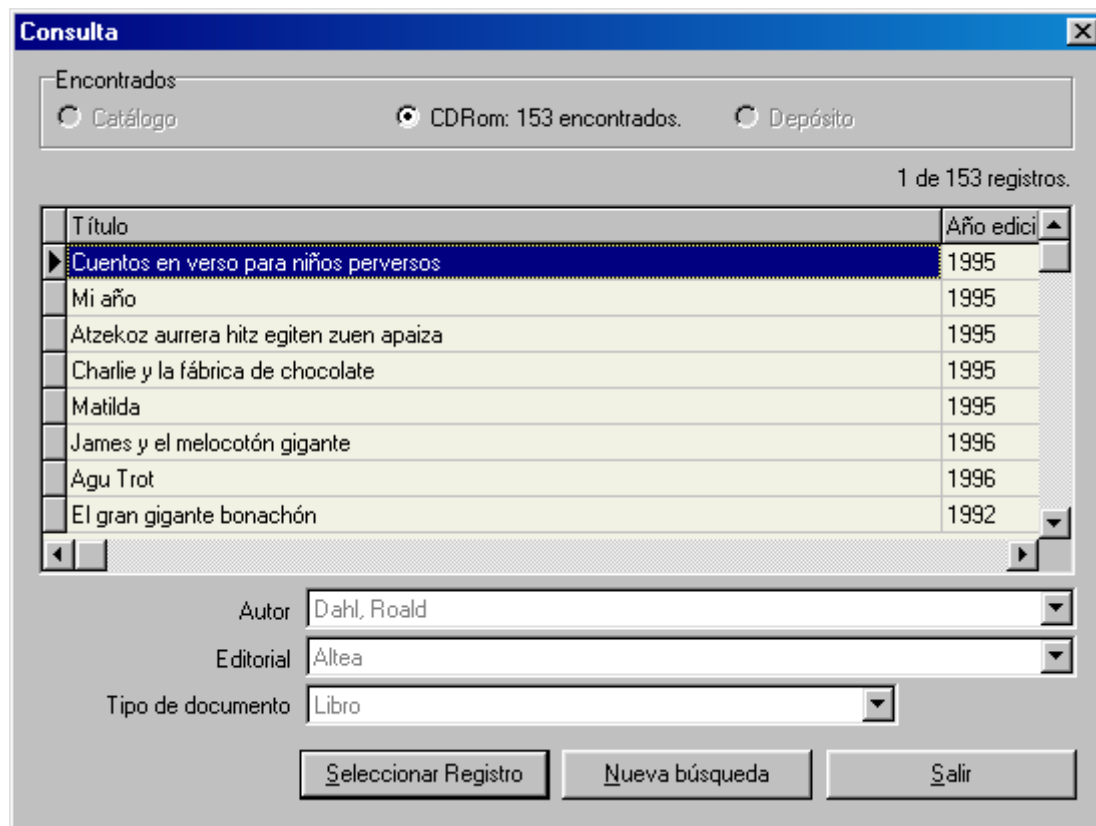 Consulta
Encontrados
Catálogo CDRom: 153 encontrados. Depósito
1 de 153 registros.
Título Año edici
Cuentos en verso para niños perversos 1995
Mi año 1995
Atzekoz aurrera hitz egiten zuen apaiza 1995
Charlie y la fábrica de chocolate 1995
Matilda 1995
James y el melocotón gigante 1996
Agu Trot 1996
El gran gigante bonachón 1992
Autor Dahl, Roald
Editorial Altea
Tipo de documento Libro
Seleccionar Registro Nueva búsqueda Salir